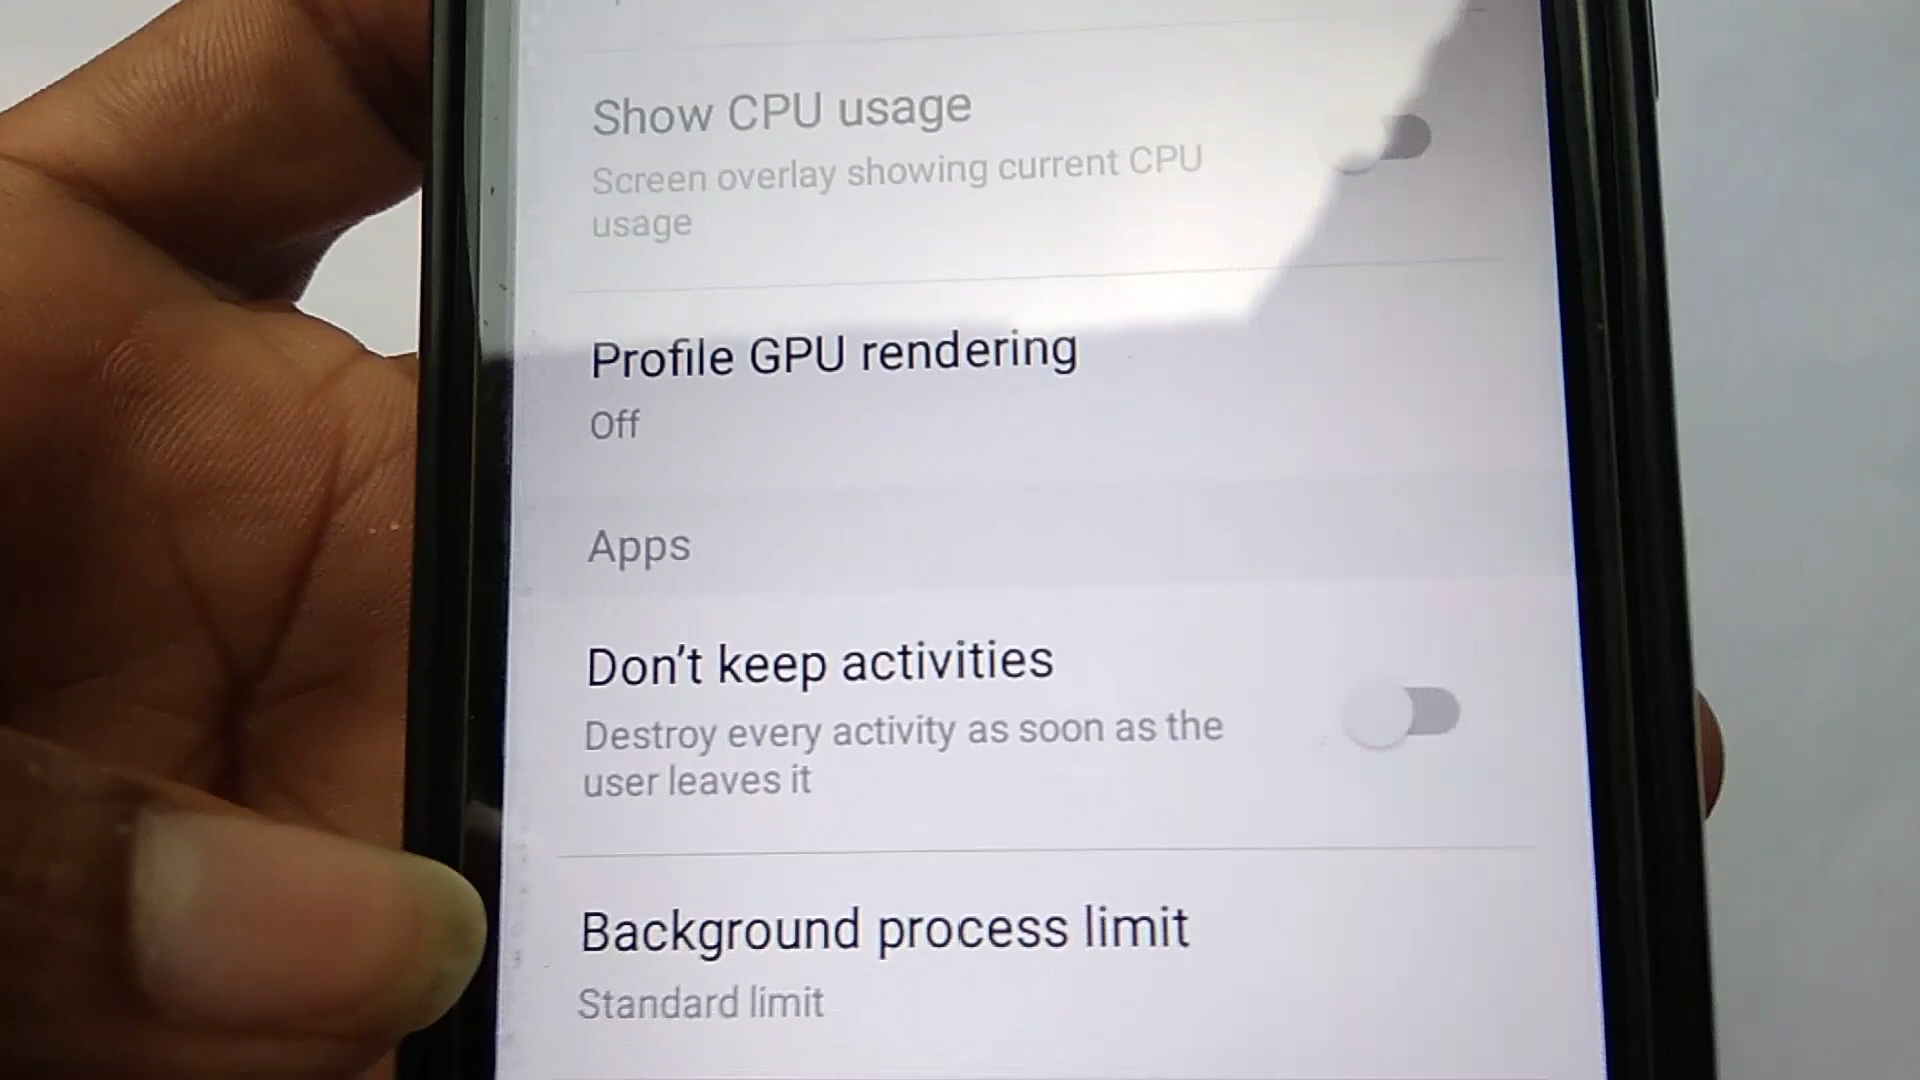 Show CPU usage
Screen overlay showing current CPU
usage
Profile GPU rendering
Off
Apps
Don’t keep activities
Destroy every activity as soon as the
user leaves it
Background process limit
Standard limit